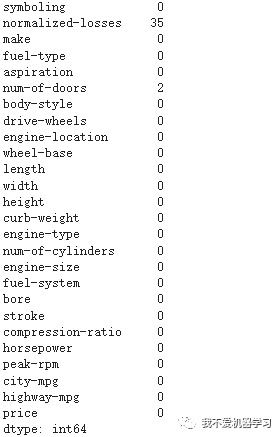 symboling 0
normalized-losses 35
make 0
fuel-type 0
aspiration 0
num-of-doors 2
body-style 0
drive-wheels 0
engine-location 0
wheel-base 0
length 0
width 0
height 0
curb-weight 0
engine-type 0
num-of-cylinders 0
engine-size 0
fuel-system 0
bore 0
stroke 0
compression-ratio 0
horsepower 0
peak-rpm 0
city-mpg 0
highway-mpg 0
price 0
dtype: int64
我不爱机器学习